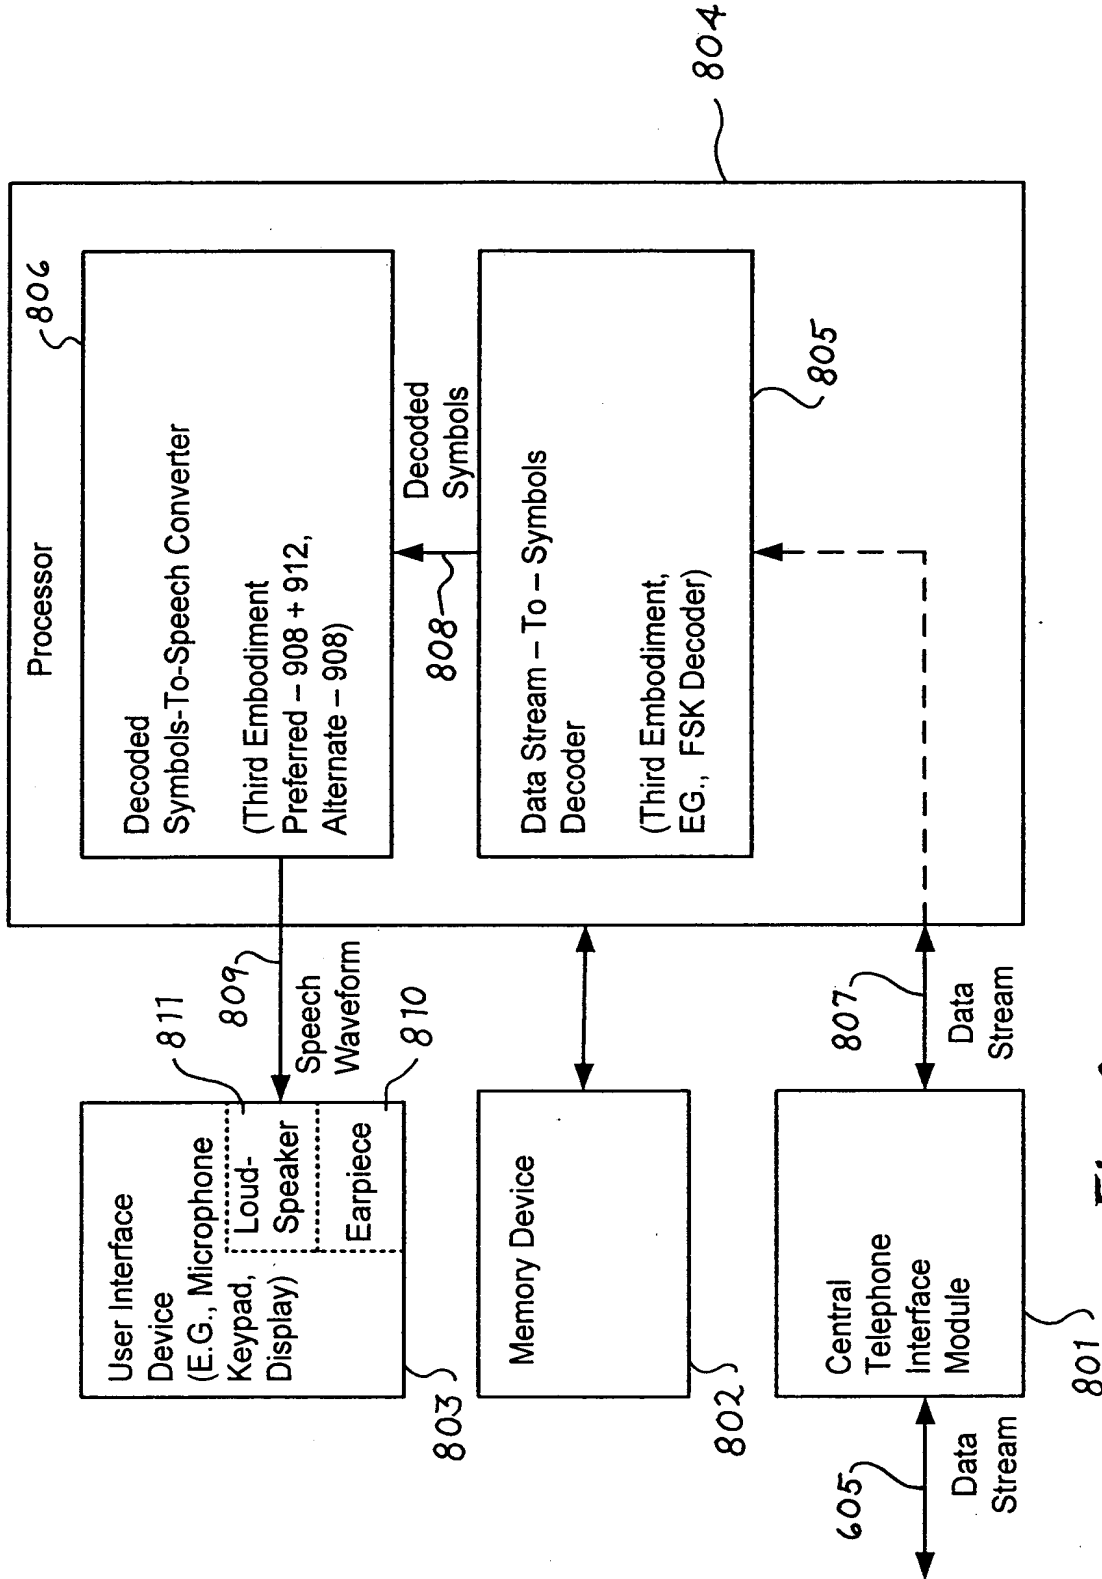 Processor
804
806
Decoded
Symbols-To-Speech Converter
(Third Embodiment
Preferred – 908 + 912,
Alternate – 908)
Decoded
Symbols
808
Data Stream – To – Symbols
Decoder
(Third Embodiment,
EG., FSK Decoder)
805
809
Speech
Waveform
811
810
User Interface
Device
(E.G., Microphone
Keypad,
Display)
Loud-
Speaker
Earpiece
803
Memory Device
802
807
Data
Stream
Central
Telephone
Interface
Module
801
605
Data
Stream